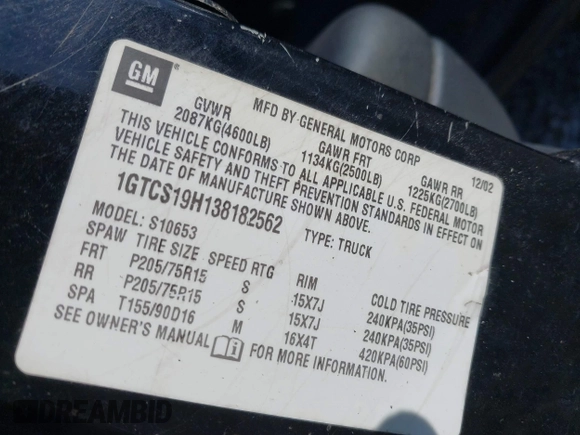 GM
MFD BY GENERAL MOTORS CORP 12/02
GVWR GAWR FRT GAWR RR
2087KG(4600LB) 1134KG(2500LB) 1225KG(2700LB)
THIS VEHICLE CONFORMS TO ALL APPLICABLE U.S. FEDERAL MOTOR
VEHICLE SAFETY AND THEFT PREVENTION STANDARDS IN EFFECT ON
THE DATE OF MANUFACTURE SHOWN ABOVE.
1GTCS19H138182562 TYPE: TRUCK
MODEL: S10653
SPAW TIRE SIZE SPEED RTG RIM COLD TIRE PRESSURE
FRT P205/75R15 S 15X7J 240KPA(35PSI)
RR P205/75R15 S 15X7J 240KPA(35PSI)
SPA T155/90D16 M 16X4T 420KPA(60PSI)
SEE OWNER'S MANUAL FOR MORE INFORMATION.
DREAMBID